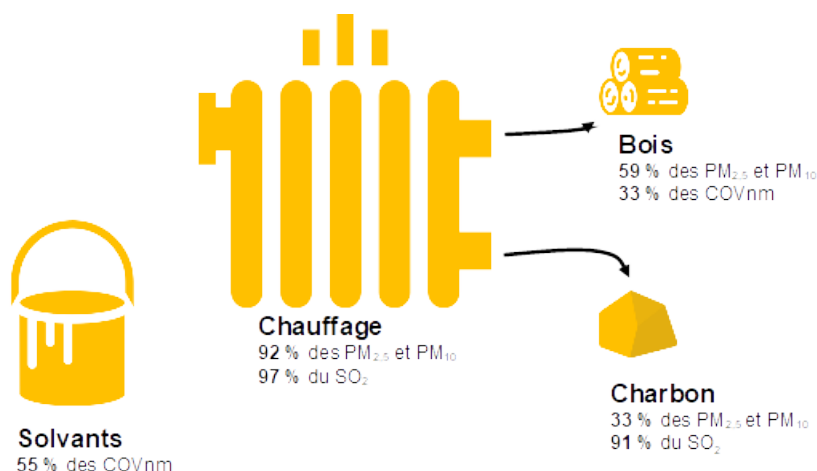 Bois
59 % des PM2.5 et PM10
33 % des COVnm
Chauffage
92 % des PM2.5 et PM10
97 % du SO2
Charbon
33 % des PM2.5 et PM10
91 % du SO2
Solvants
55 % des COVnm